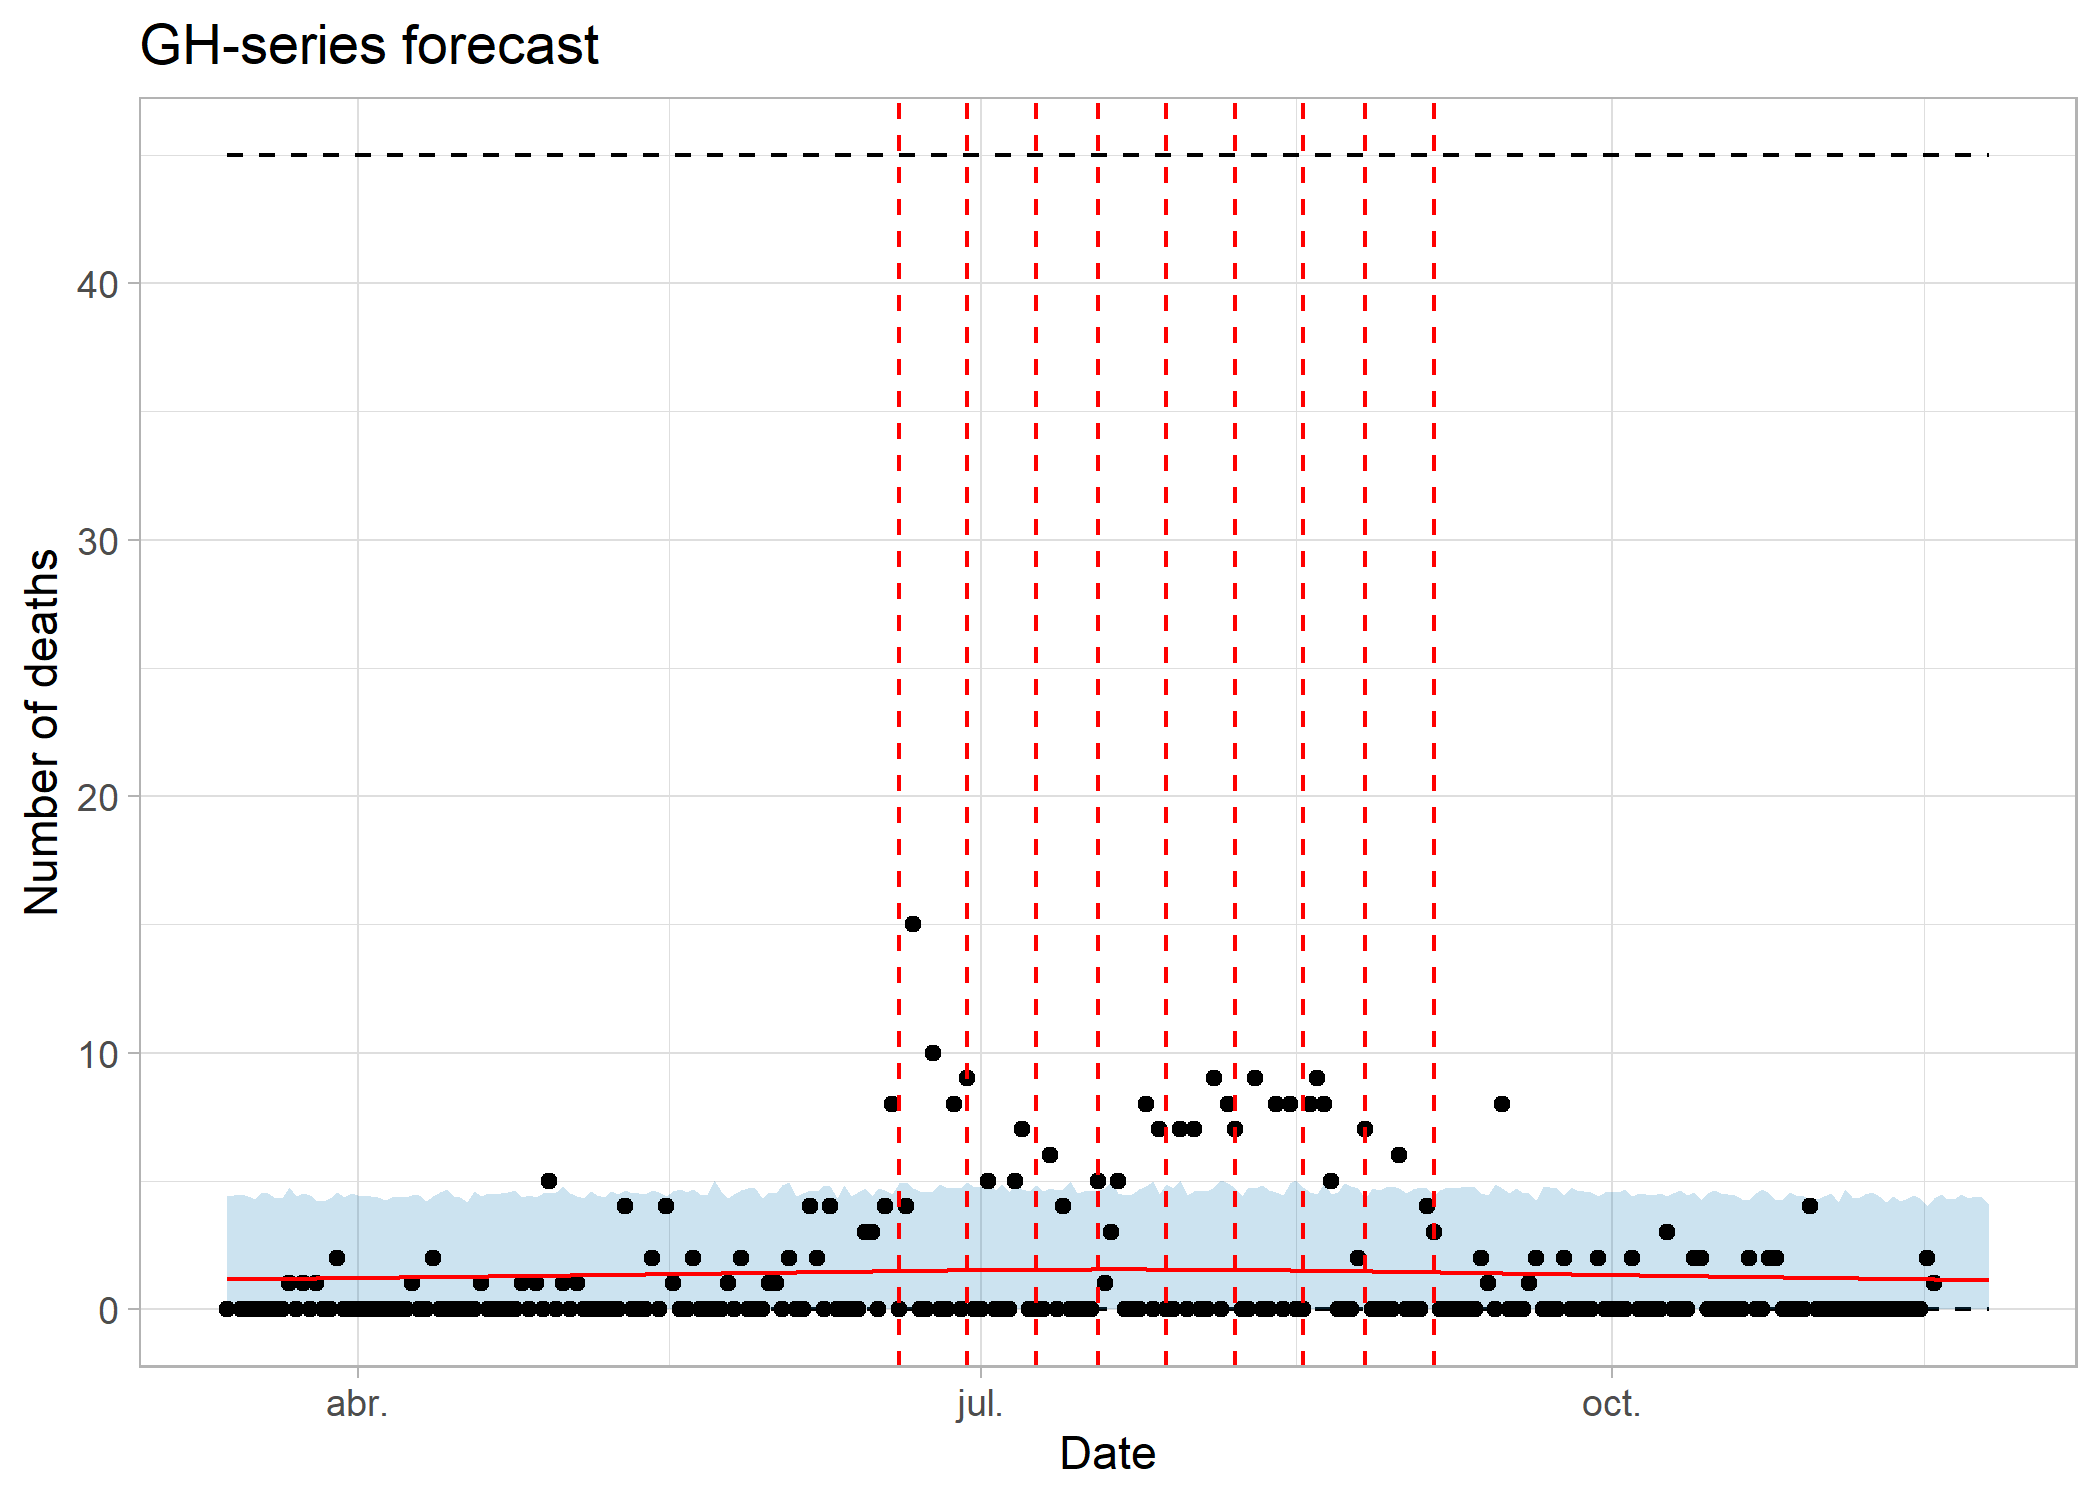 GH-series forecast
Number of deaths
40
30
20
10
0
abr.
jul.
oct.
Date